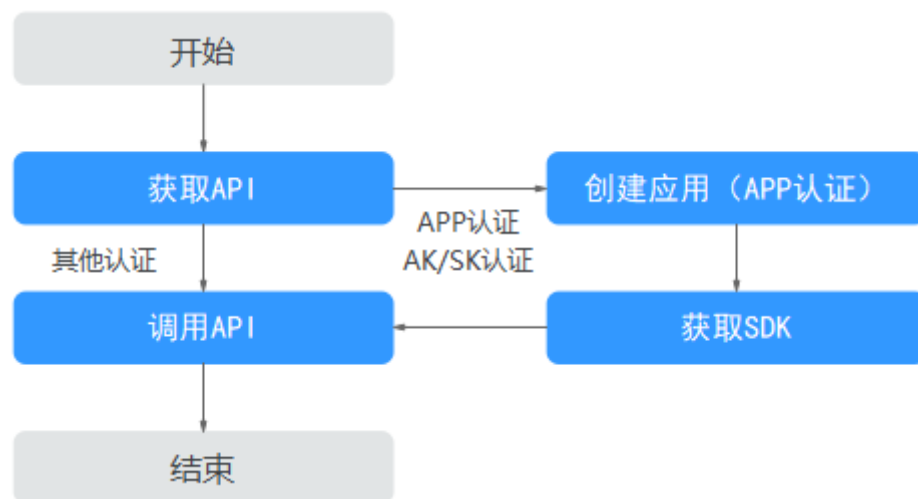 开始
获取API
创建应用（APP认证）
APP认证
AK/SK认证
其他认证
调用API
获取SDK
结束